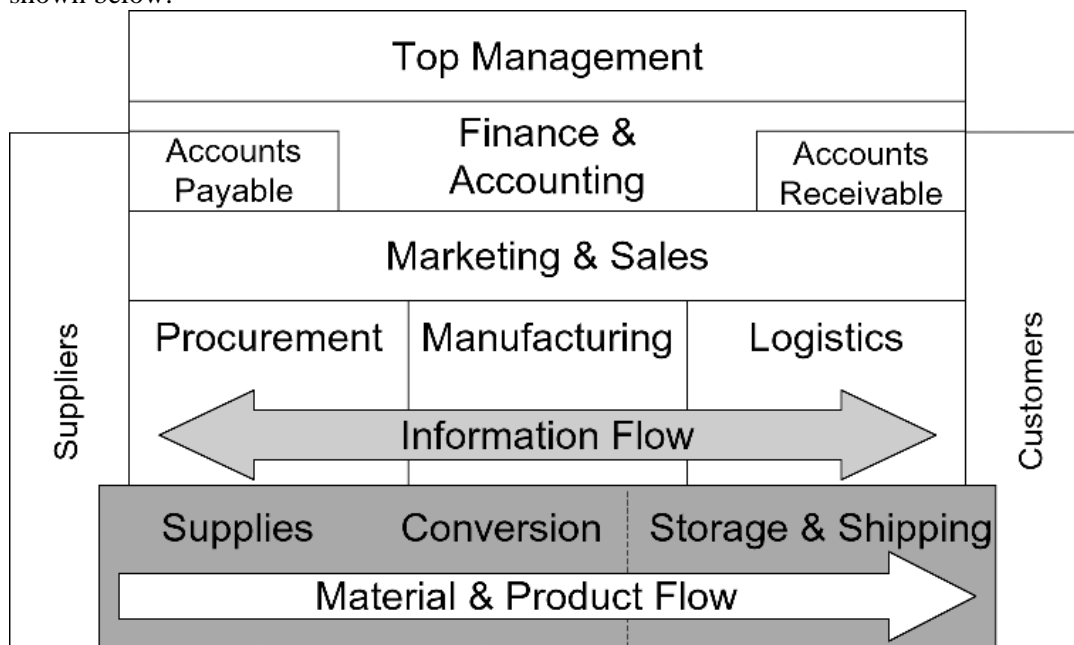 shown below.
Top Management
Finance &
Accounting
Accounts
Payable
Accounts
Receivable
Marketing & Sales
Suppliers
Procurement
Manufacturing
Logistics
Customers
Information Flow
Supplies
Conversion
Storage & Shipping
Material & Product Flow